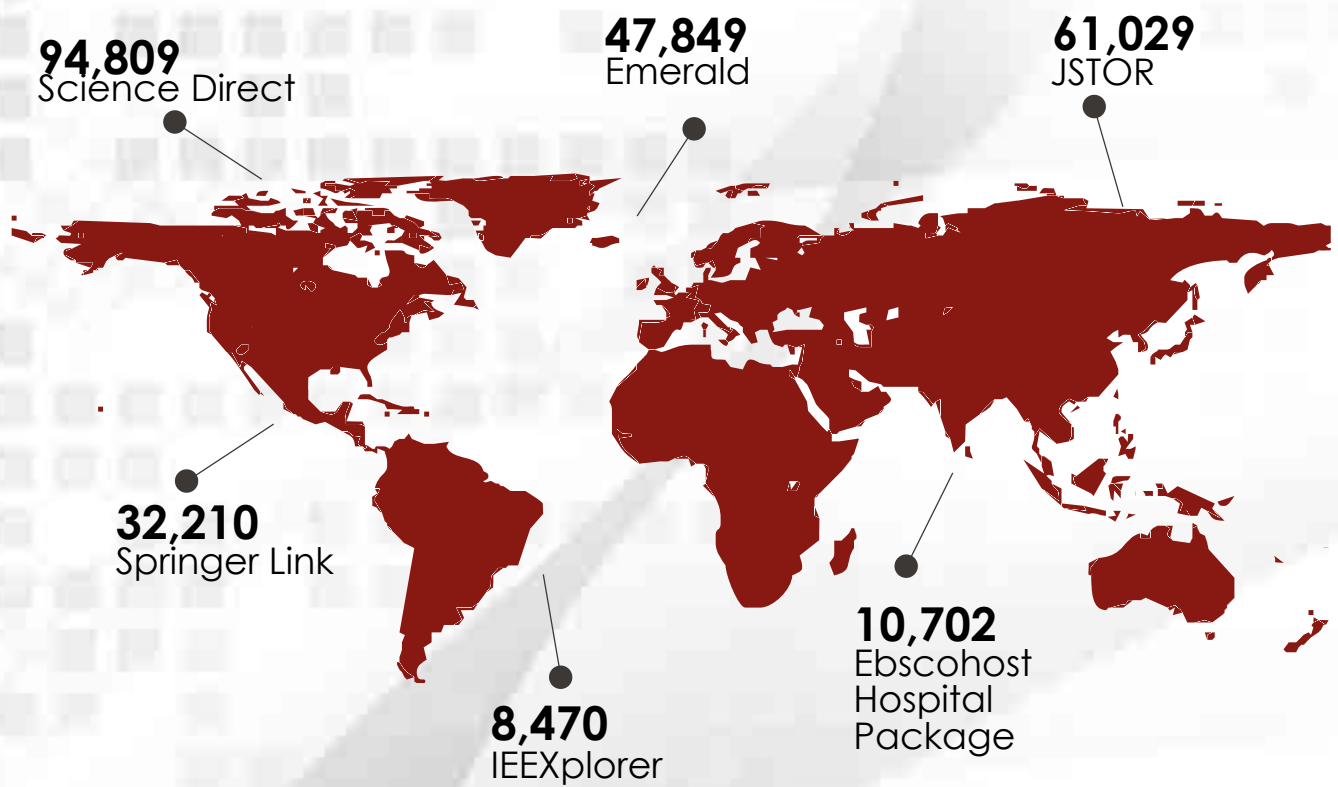 94,809
Science Direct
47,849
Emerald
61,029
JSTOR
32,210
Springer Link
8,470
IEEXplorer
10,702
Ebscohost
Hospital
Package